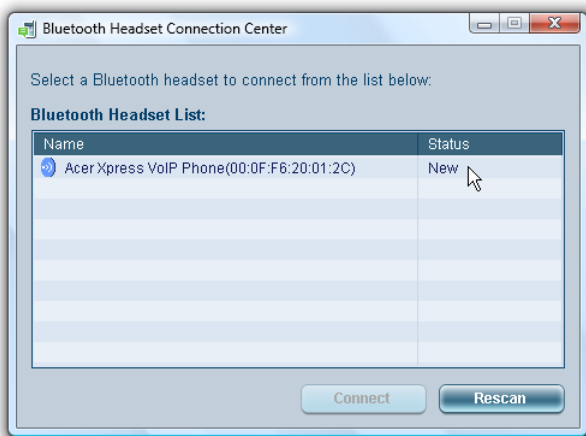 Bluetooth Headset Connection Center
Select a Bluetooth headset to connect from the list below:
Bluetooth Headset List:
Name Status
Acer Xpress VoIP Phone(00:0F:F6:20:01:2C) New
Connect Rescan